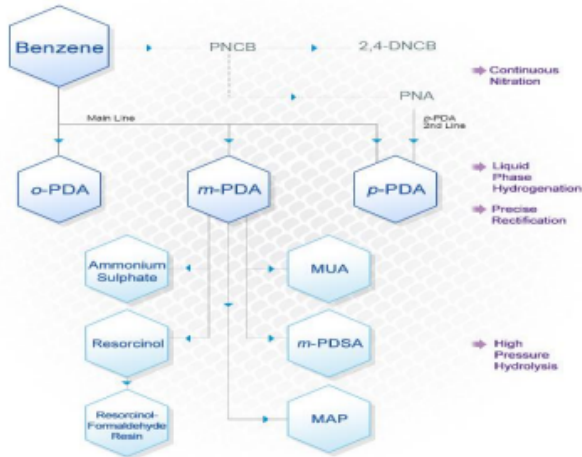 Benzene
PNCB
2,4-DNCB
Continuous
Nitration
PNA
Main Line
p-PDA
2nd Line
o-PDA
m-PDA
p-PDA
Liquid
Phase
Hydrogenation
Precise
Rectification
Ammonium
Sulphate
MUA
Resorcinol
m-PDSA
High
Pressure
Hydrolysis
Resorcinol-
Formaldehyde
Resin
MAP